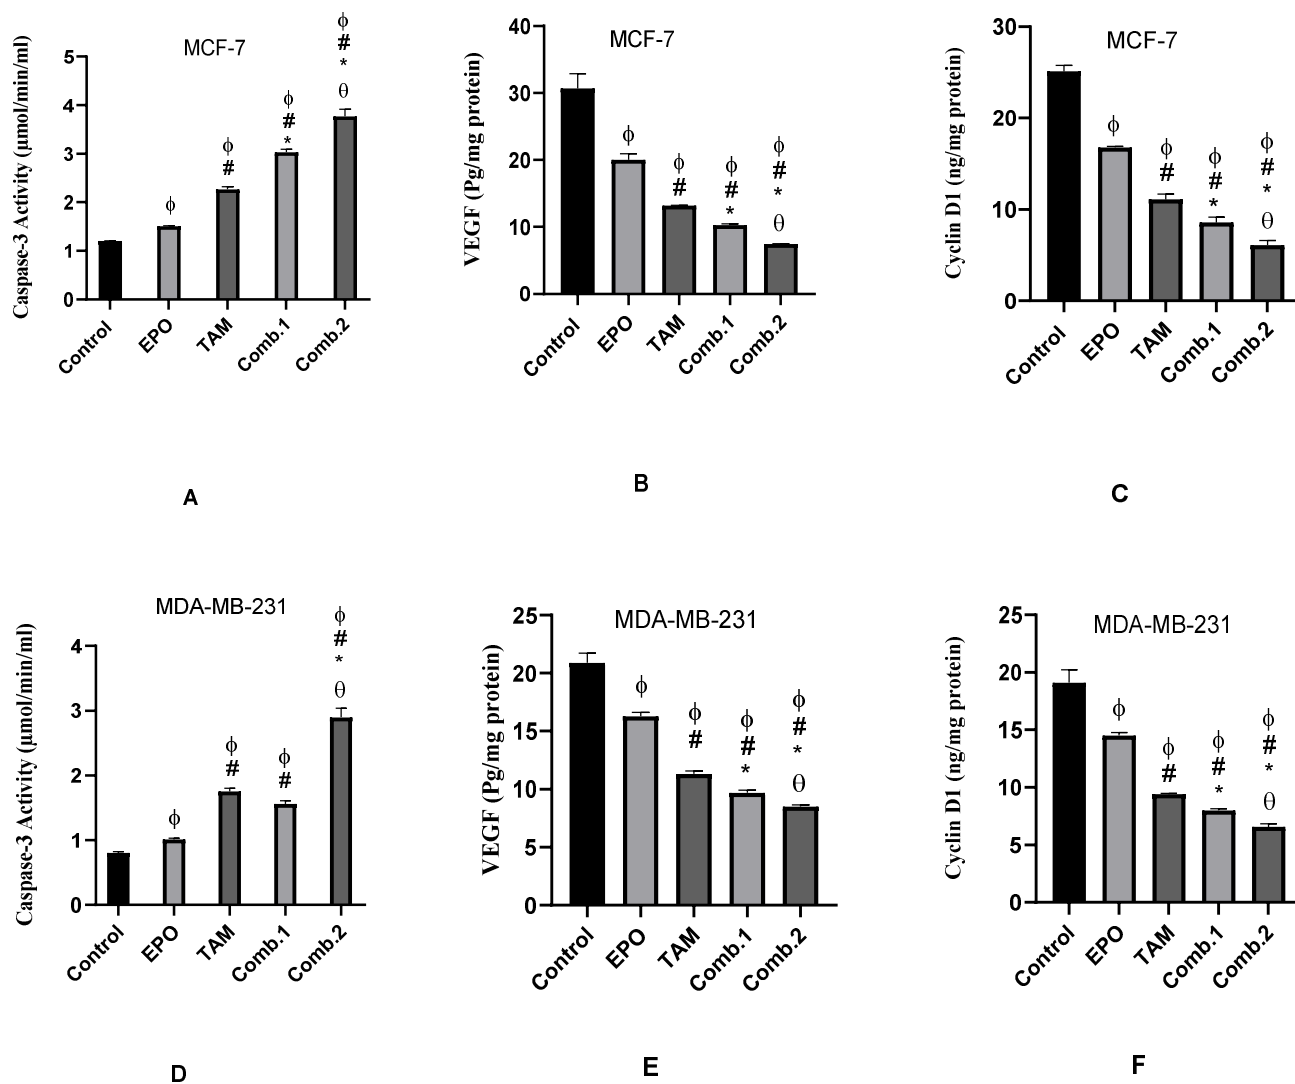 MCF-7
Caspase-3 Activity (μmol/min/ml)
5
4
3
2
1
0
ϕ
ϕ
#
ϕ
#
*
ϕ
#
*
θ
Control
EPO
TAM
Comb.1
Comb.2
A
MCF-7
VEGF (Pg/mg protein)
40
30
20
10
0
ϕ
ϕ
#
ϕ
#
*
ϕ
#
*
θ
Control
EPO
TAM
Comb.1
Comb.2
B
MCF-7
Cyclin D1 (ng/mg protein)
30
20
10
0
ϕ
ϕ
#
ϕ
#
*
ϕ
#
*
θ
Control
EPO
TAM
Comb.1
Comb.2
C
MDA-MB-231
Caspase-3 Activity (μmol/min/ml)
4
3
2
1
0
ϕ
ϕ
#
ϕ
#
ϕ
#
*
θ
Control
EPO
TAM
Comb.1
Comb.2
D
MDA-MB-231
VEGF (Pg/mg protein)
25
20
15
10
5
0
ϕ
ϕ
#
ϕ
#
*
ϕ
#
*
θ
Control
EPO
TAM
Comb.1
Comb.2
E
MDA-MB-231
Cyclin D1 (ng/mg protein)
25
20
15
10
5
0
ϕ
ϕ
#
ϕ
#
*
ϕ
#
*
θ
Control
EPO
TAM
Comb.1
Comb.2
F